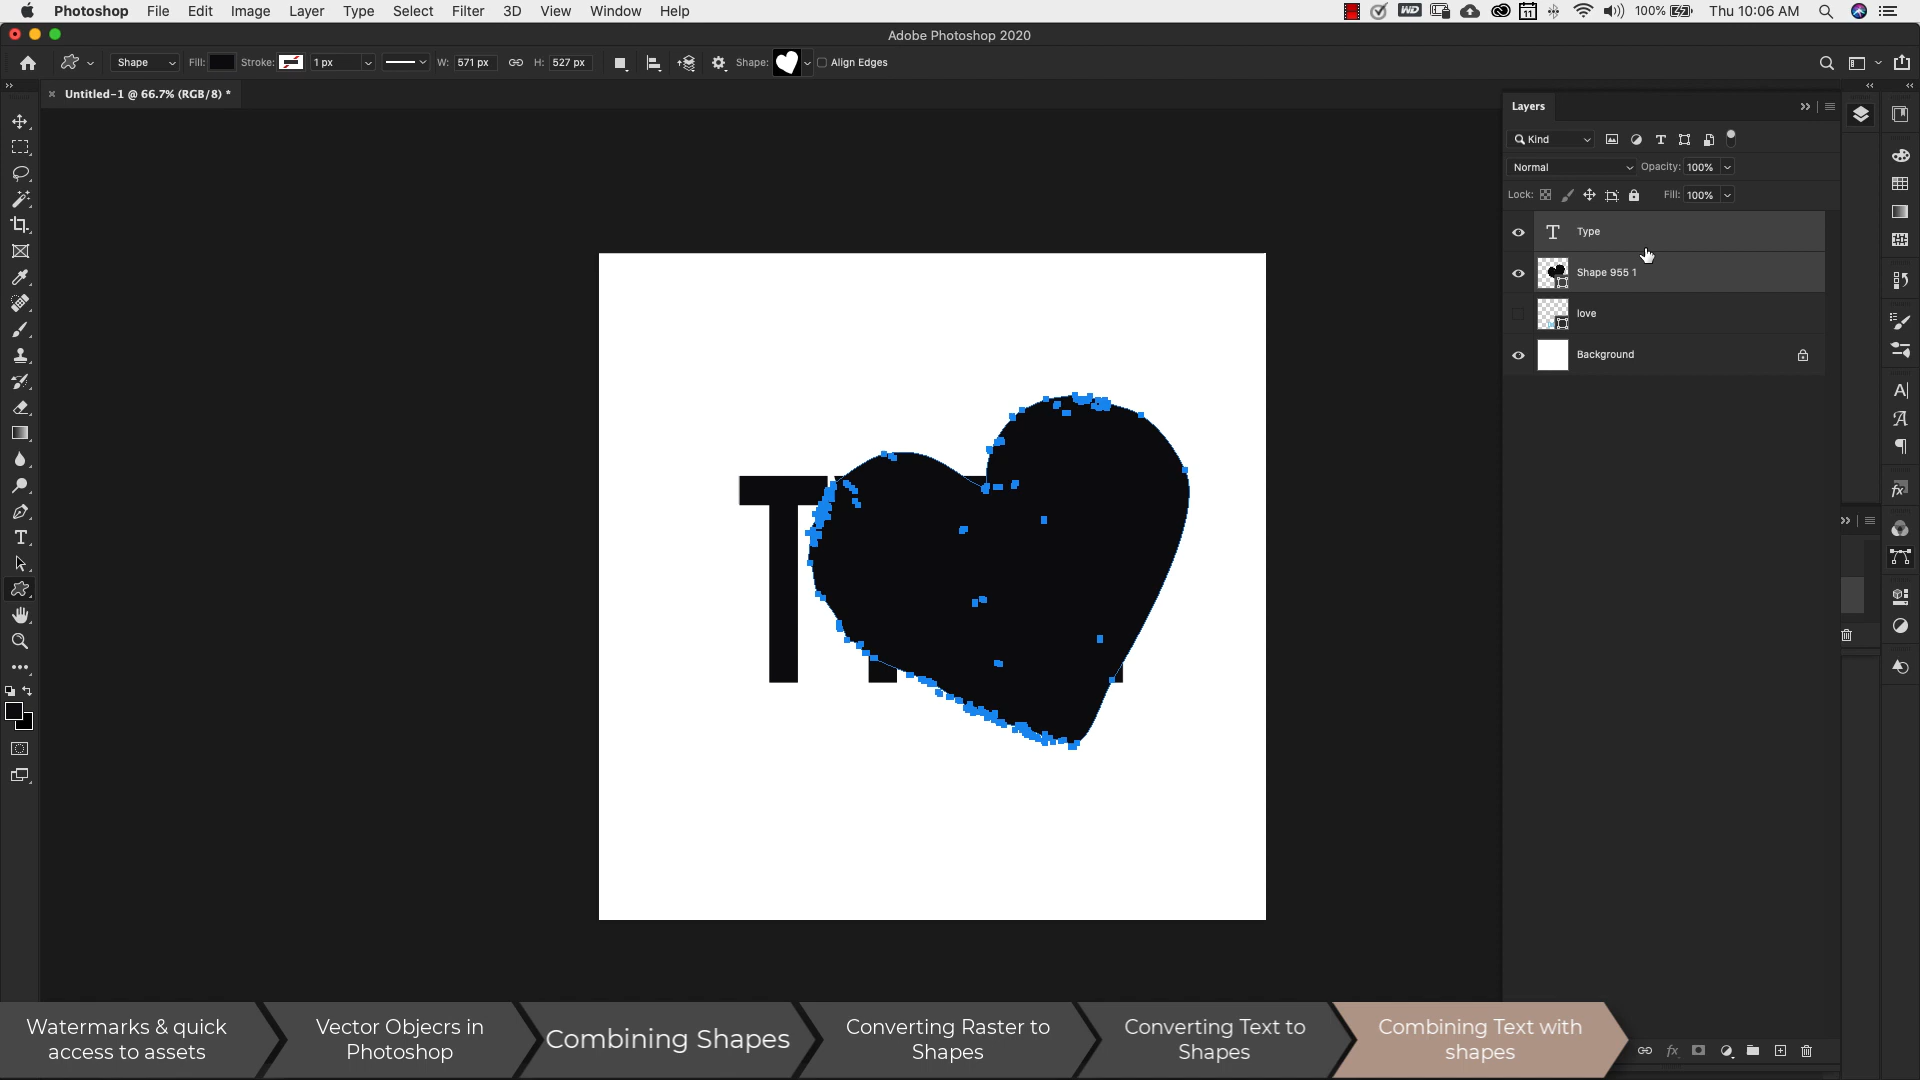 Photoshop File Edit Image Layer Type Select Filter 3D View Window Help
WD 11 100% Thu 10:06 AM
Adobe Photoshop 2020
Shape Fill: Stroke: 1 px W: 571 px H: 527 px Shape: Align Edges
Untitled-1 @ 66.7% (RGB/8) *
Layers
Kind
Normal Opacity: 100%
Lock: Fill: 100%
Type
Shape 955 1
love
Background
T
Watermarks & quick
access to assets
Vector Objecrs in
Photoshop
Combining Shapes
Converting Raster to
Shapes
Converting Text to
Shapes
Combining Text with
shapes